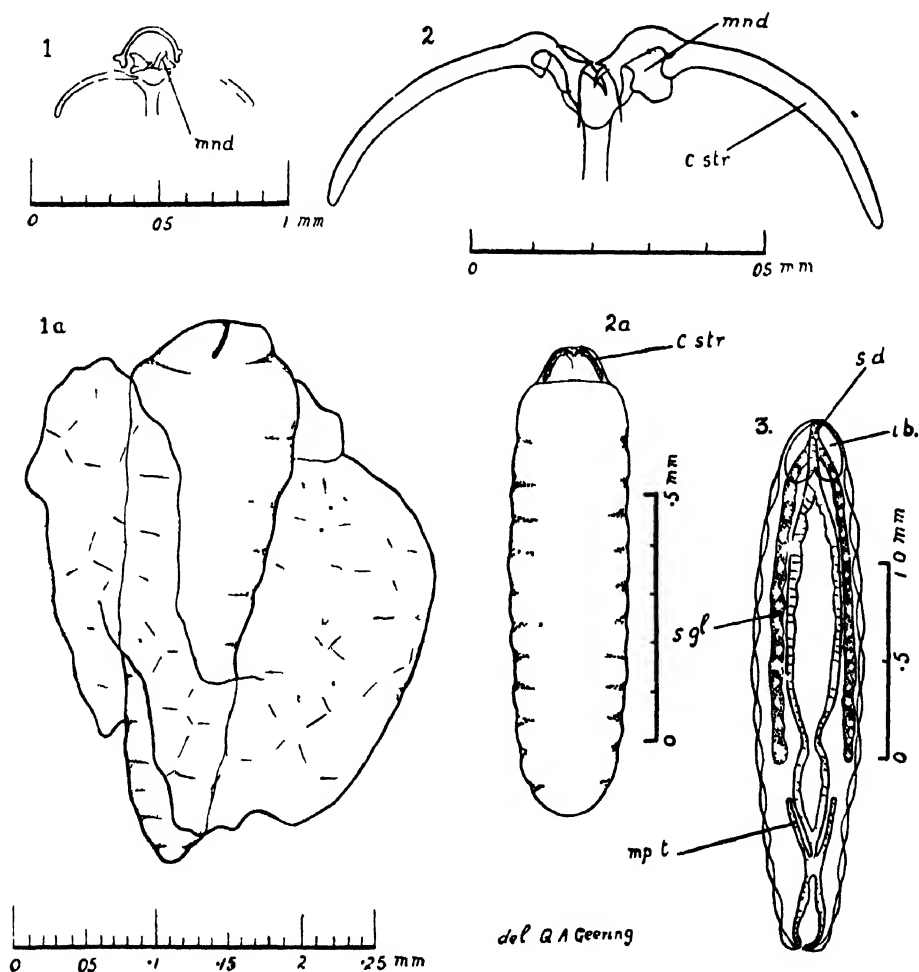 1
mnd
0 05 1 mm
2
mnd
c str
0 05 mm
1a
0 05 .1 .15 2 .25 mm
2a
c str
.5 mm
0
3.
s d
ı b.
s gl
mp t
1 0 mm
.5
0
del Q A Geering